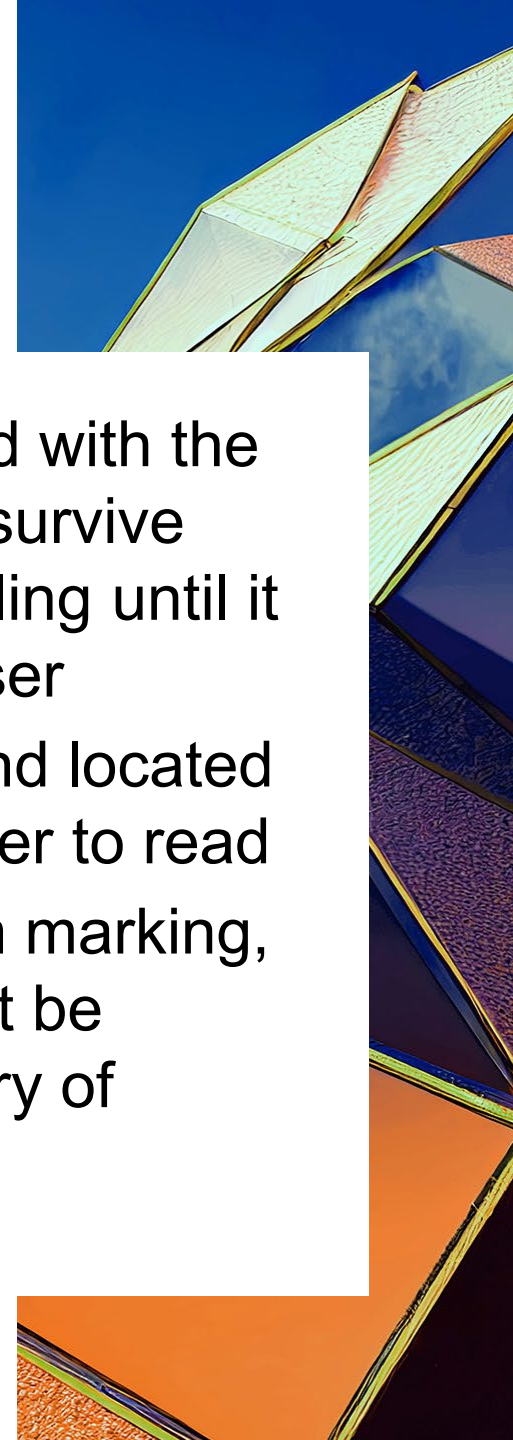 d with the
survive
ling until it
ser
nd located
er to read
marking,
t be
ry of